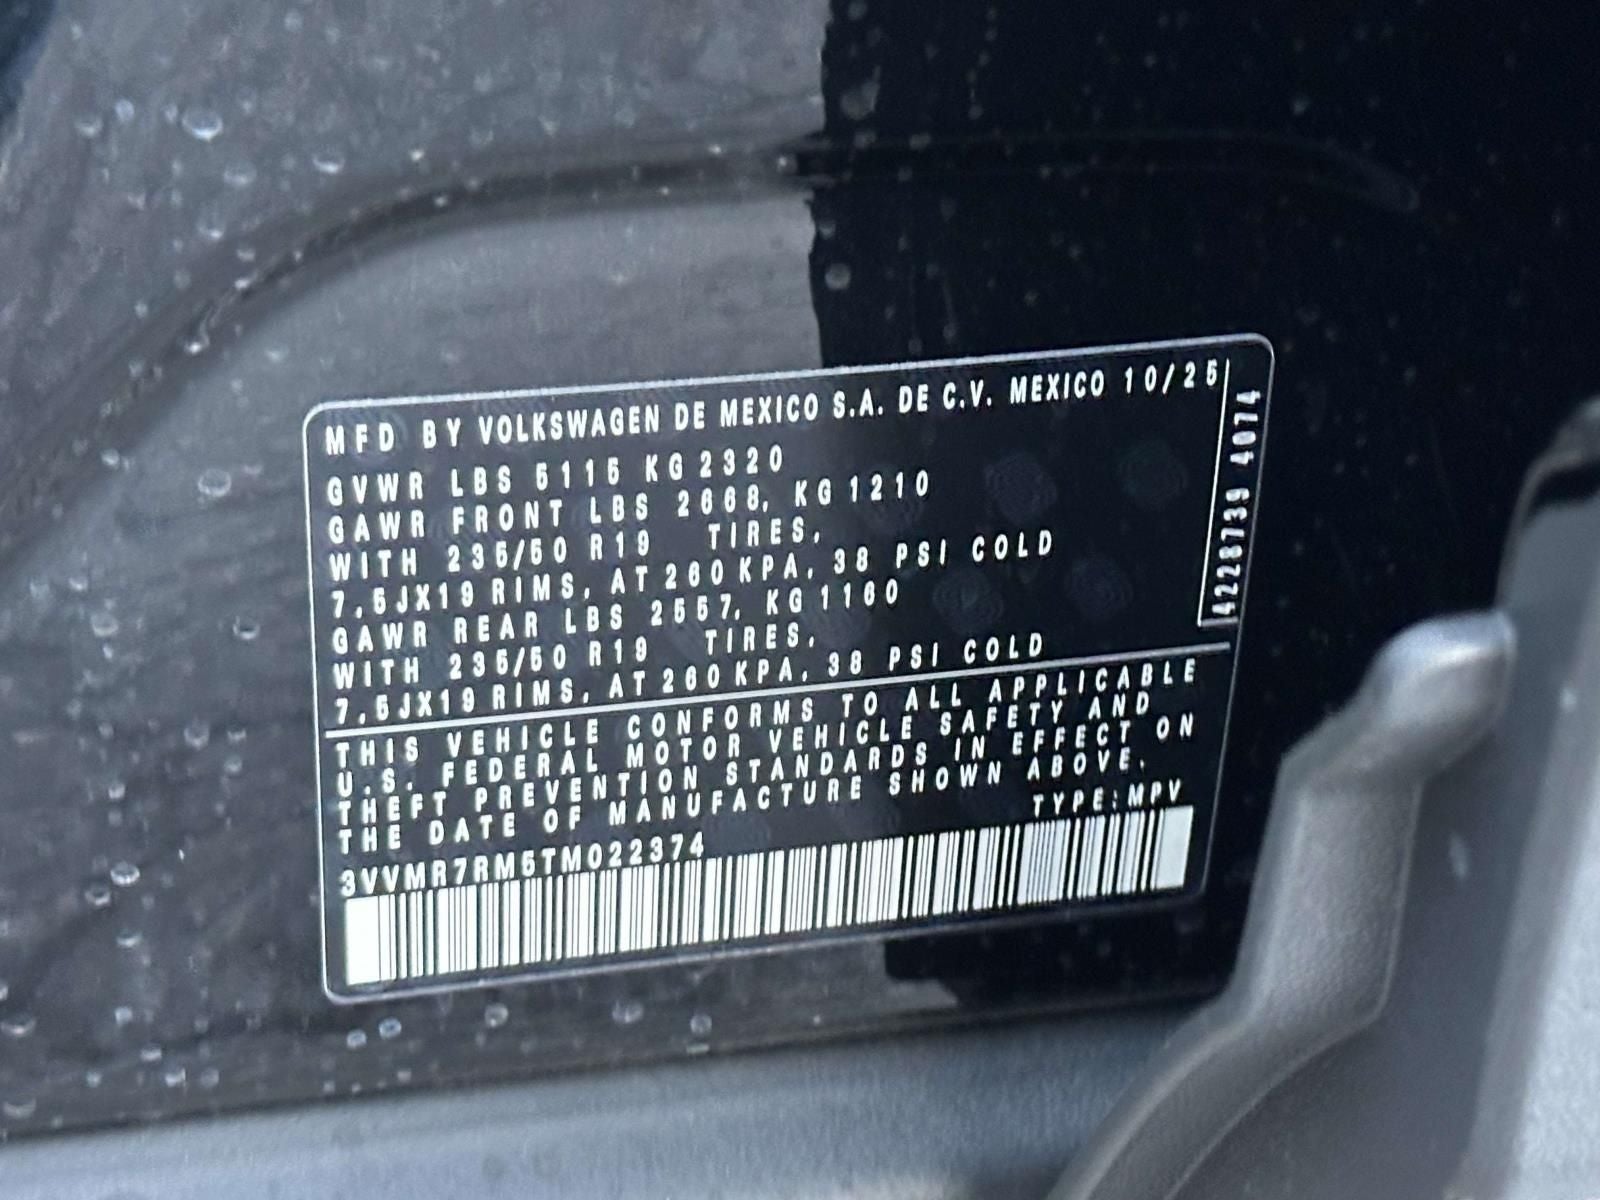 MFD BY VOLKSWAGEN DE MEXICO S.A. DE C.V. MEXICO 10/25
GVWR LBS 5115 KG 2320
GAWR FRONT LBS 2668, KG 1210
WITH 235/50 R19 TIRES,
7,5JX19 RIMS, AT 260 KPA, 38 PSI COLD
GAWR REAR LBS 2557, KG 1160
WITH 235/50 R19 TIRES,
7,5JX19 RIMS, AT 260 KPA, 38 PSI COLD
THIS VEHICLE CONFORMS TO ALL APPLICABLE
U.S. FEDERAL MOTOR VEHICLE SAFETY AND
THEFT PREVENTION STANDARDS IN EFFECT ON
THE DATE OF MANUFACTURE SHOWN ABOVE.
3VVMR7RM5TM022374 TYPE:MPV
4228739 4074